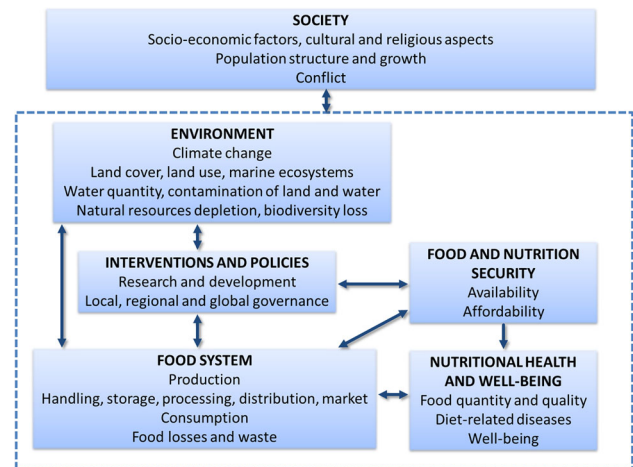 SOCIETY
Socio-economic factors, cultural and religious aspects
Population structure and growth
Conflict
ENVIRONMENT
Climate change
Land cover, land use, marine ecosystems
Water quantity, contamination of land and water
Natural resources depletion, biodiversity loss
INTERVENTIONS AND POLICIES
Research and development
Local, regional and global governance
FOOD AND NUTRITION
SECURITY
Availability
Affordability
FOOD SYSTEM
Production
Handling, storage, processing, distribution, market
Consumption
Food losses and waste
NUTRITIONAL HEALTH
AND WELL-BEING
Food quantity and quality
Diet-related diseases
Well-being